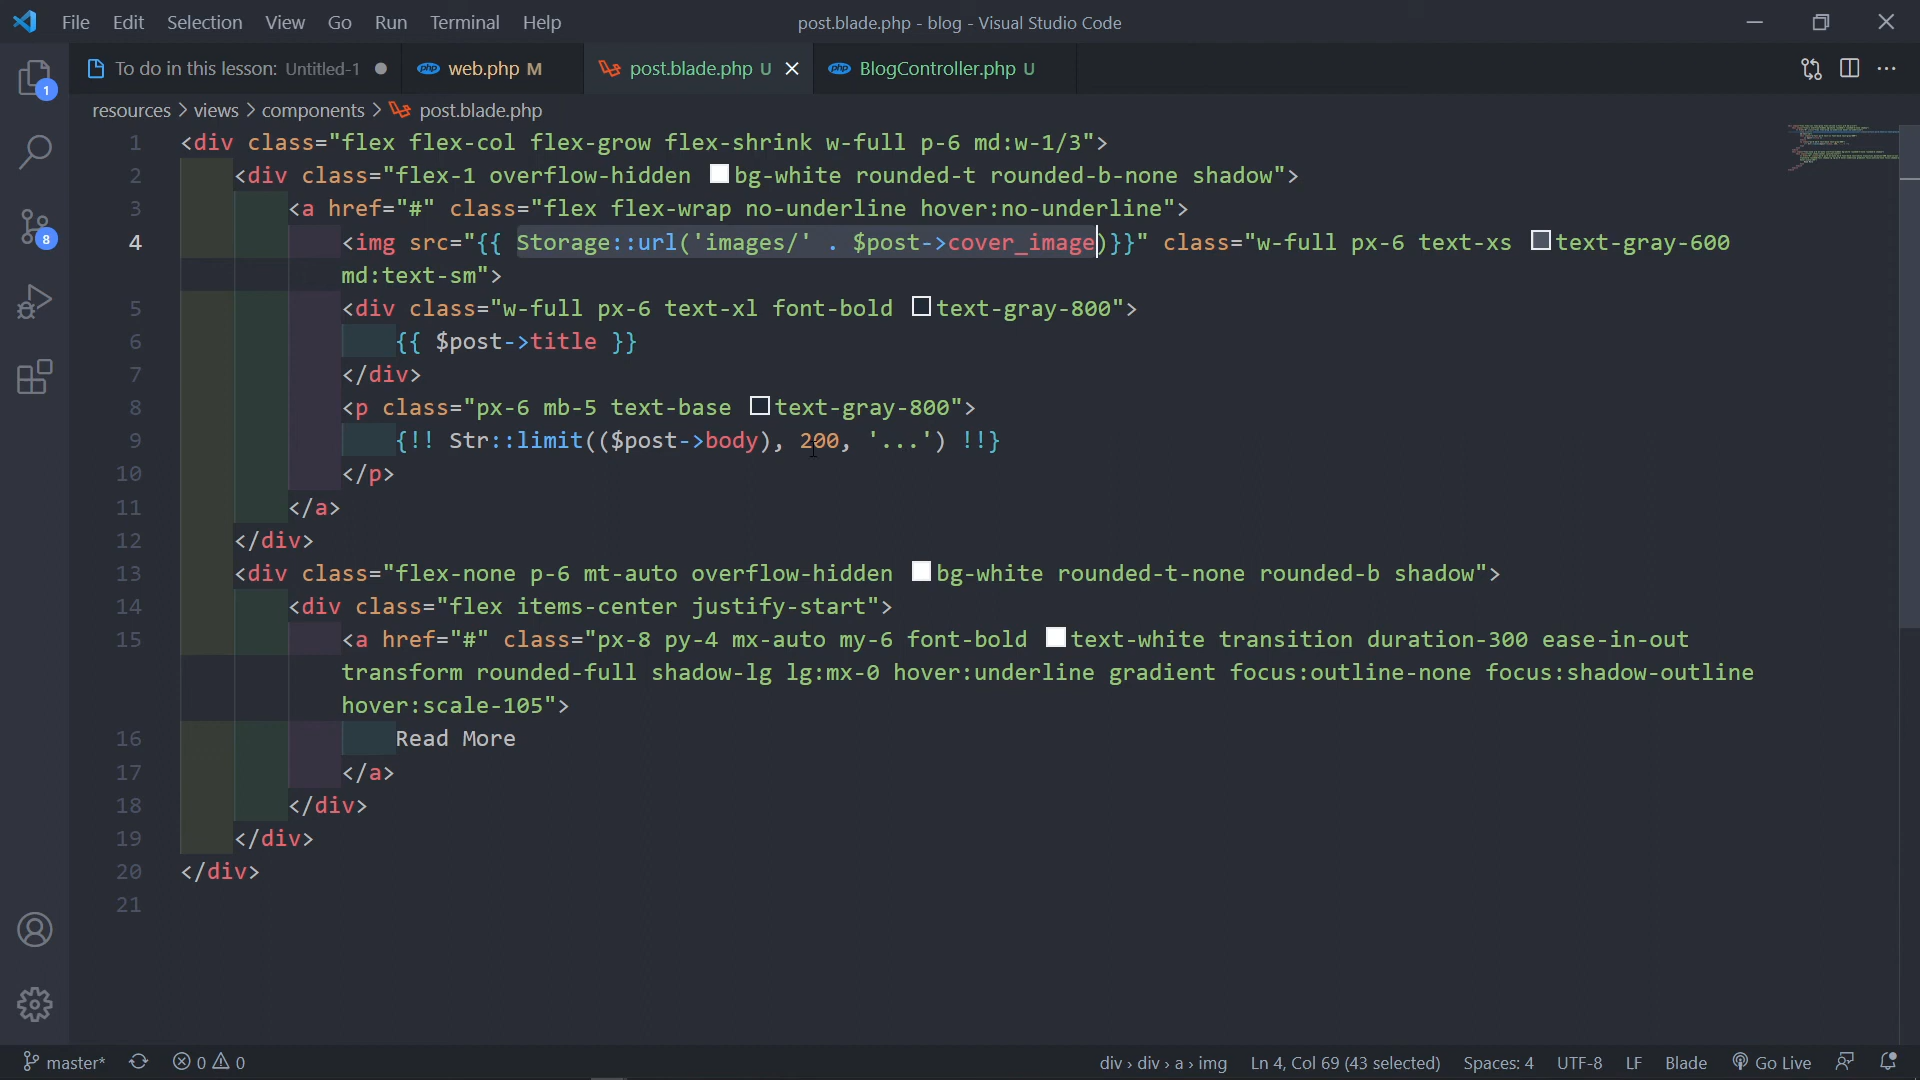 File Edit Selection View Go Run Terminal Help post.blade.php - blog - Visual Studio Code
To do in this lesson: Untitled-1 php web.php M post.blade.php U php BlogController.php U
resources > views > components > post.blade.php
1
8
1 <div class="flex flex-col flex-grow flex-shrink w-full p-6 md:w-1/3">
2 <div class="flex-1 overflow-hidden bg-white rounded-t rounded-b-none shadow">
3 <a href="#" class="flex flex-wrap no-underline hover:no-underline">
4 <img src="{{ Storage::url('images/' . $post->cover_image)}}" class="w-full px-6 text-xs text-gray-600
md:text-sm">
5 <div class="w-full px-6 text-xl font-bold text-gray-800">
6 {{ $post->title }}
7 </div>
8 <p class="px-6 mb-5 text-base text-gray-800">
9 {!! Str::limit(($post->body), 200, '...') !!}
10 </p>
11 </a>
12 </div>
13 <div class="flex-none p-6 mt-auto overflow-hidden bg-white rounded-t-none rounded-b shadow">
14 <div class="flex items-center justify-start">
15 <a href="#" class="px-8 py-4 mx-auto my-6 font-bold text-white transition duration-300 ease-in-out
transform rounded-full shadow-lg lg:mx-0 hover:underline gradient focus:outline-none focus:shadow-outline
hover:scale-105">
16 Read More
17 </a>
18 </div>
19 </div>
20 </div>
21
master* 0 0 div > div > a > img Ln 4, Col 69 (43 selected) Spaces: 4 UTF-8 LF Blade Go Live